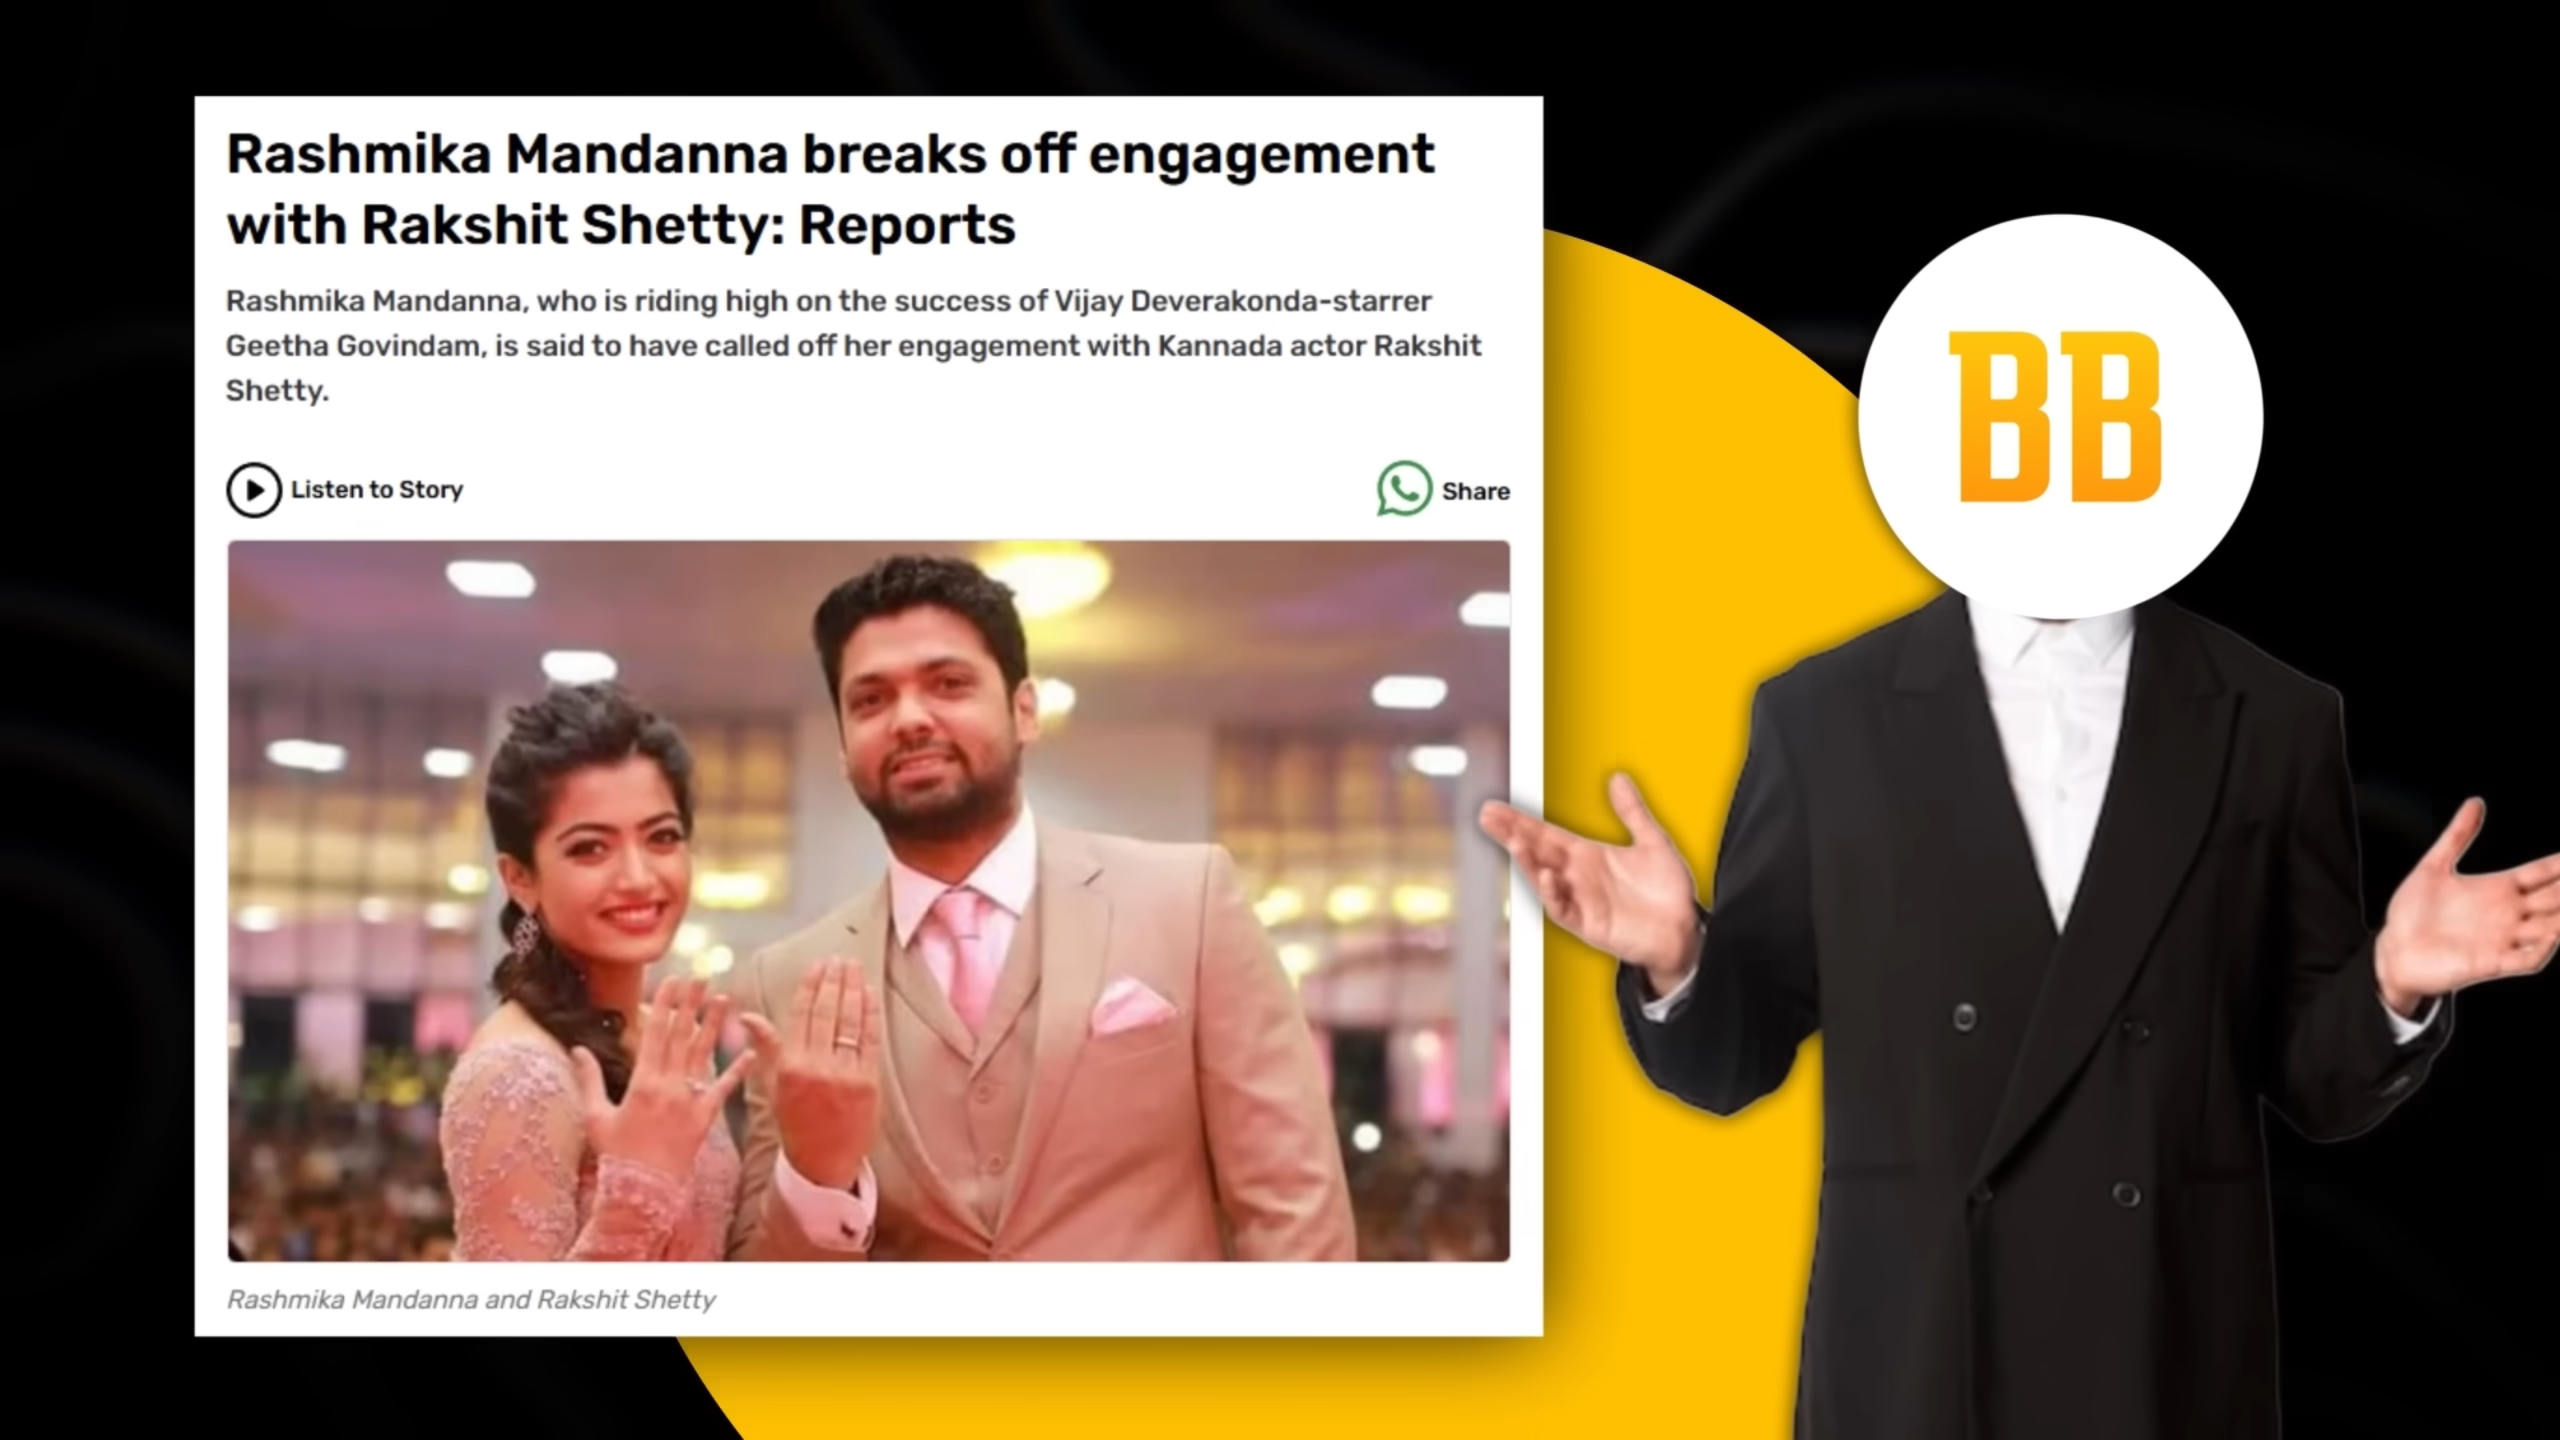 Rashmika Mandanna breaks off engagement
with Rakshit Shetty: Reports
Rashmika Mandanna, who is riding high on the success of Vijay Deverakonda-starrer
Geetha Govindam, is said to have called off her engagement with Kannada actor Rakshit
Shetty.
Listen to Story
Share
Rashmika Mandanna and Rakshit Shetty
BB